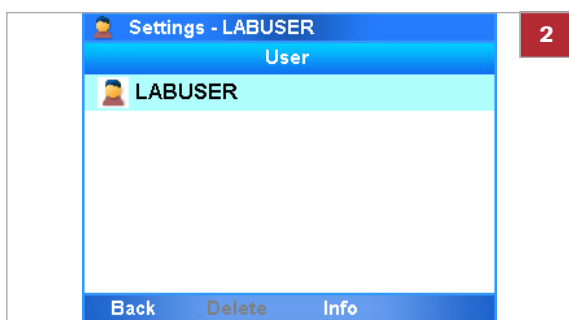 Settings - LABUSER
2
User
LABUSER
Back Delete Info